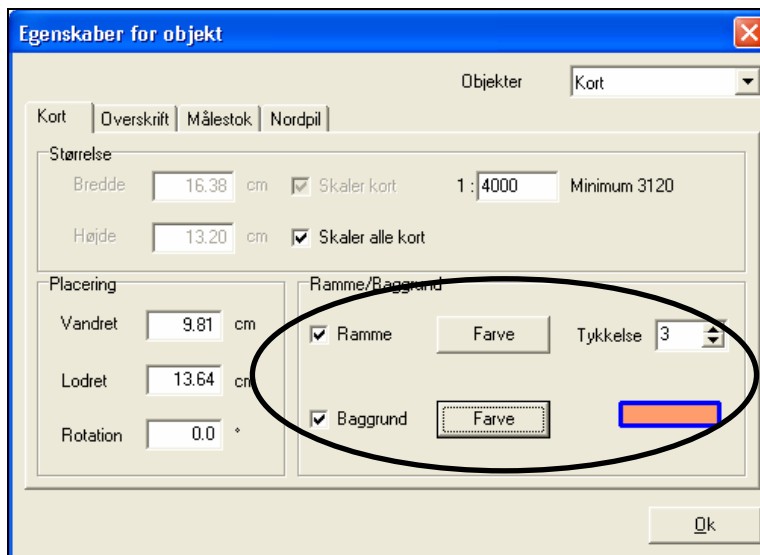 Egenskaber for objekt
Objekter Kort
Kort Overskrift Målestok Nordpil
Størrelse
Bredde 16.38 cm Skaler kort 1 : 4000 Minimum 3120
Højde 13.20 cm Skaler alle kort
Placering Ramme/Baggrund
Vandret 9.81 cm Ramme Farve Tykkelse 3
Lodret 13.64 cm
Rotation 0.0 ° Baggrund Farve
Ok